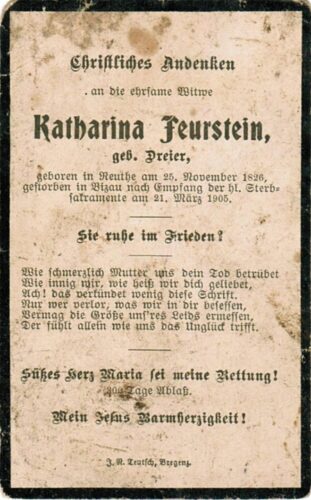 Christliches Andenken
an die ehrsame Witwe
Katharina Feurstein,
geb. Dreier,
geboren in Reuthe am 25. November 1826,
gestorben in Bizau nach Empfang der hl. Sterb-
sakramente am 21. März 1905.
Sie ruhe im Frieden!
Wie schmerzlich Mutter uns dein Tod betrübet
Wie innig wir, wie heiß wir dich geliebet,
Ach! das verkündet wenig diese Schrift.
Nur wer verlor, was wir in dir besessen,
Vermag die Größe uns'res Leids ermessen.
Der fühlt allein wie uns das Unglück trifft.
Süßes Herz Maria sei meine Rettung!
300 Tage Ablaß.
Mein Jesus Barmherzigkeit!
J. N. Teutsch, Bregenz.